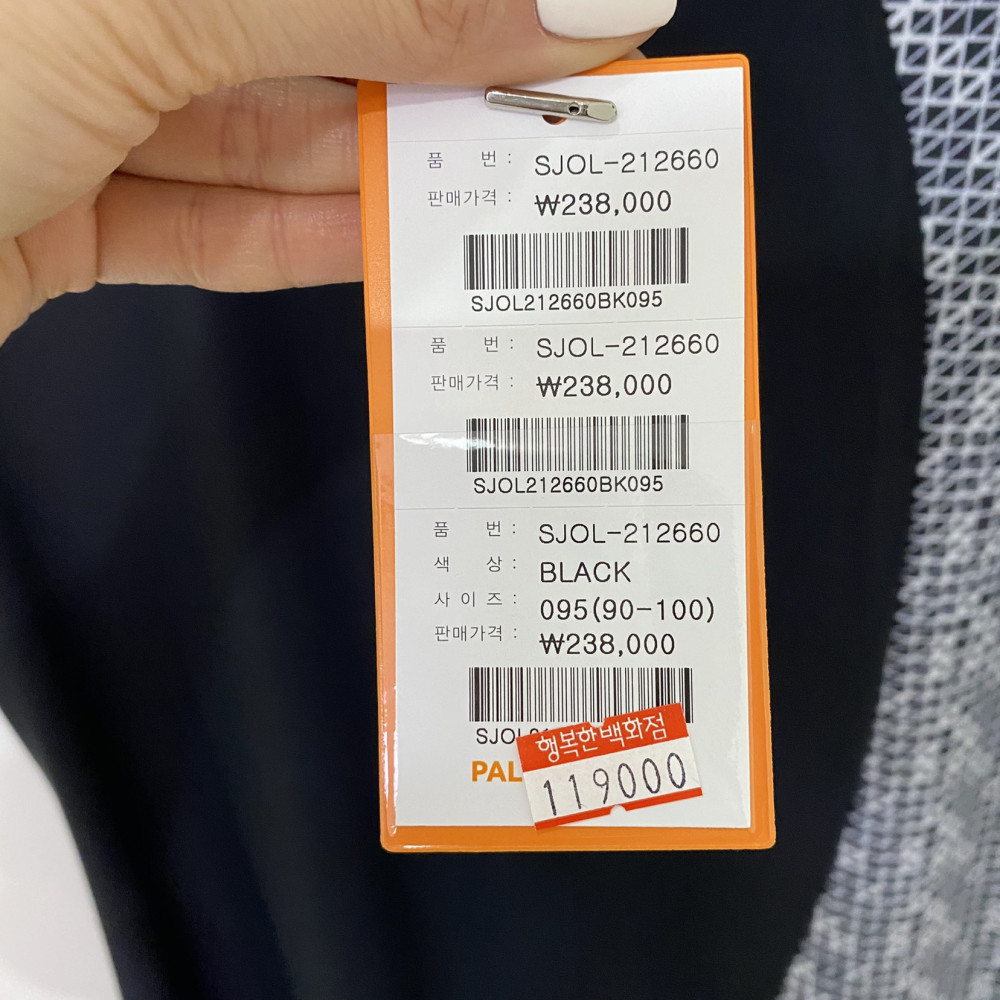 품 번 : SJOL-212660
판매가격 : ₩238,000
SJOL212660BK095
품 번 : SJOL-212660
판매가격 : ₩238,000
SJOL212660BK095
품 번 : SJOL-212660
색 상 : BLACK
사 이 즈 : 095(90-100)
판매가격 : ₩238,000
행복한백화점
119000